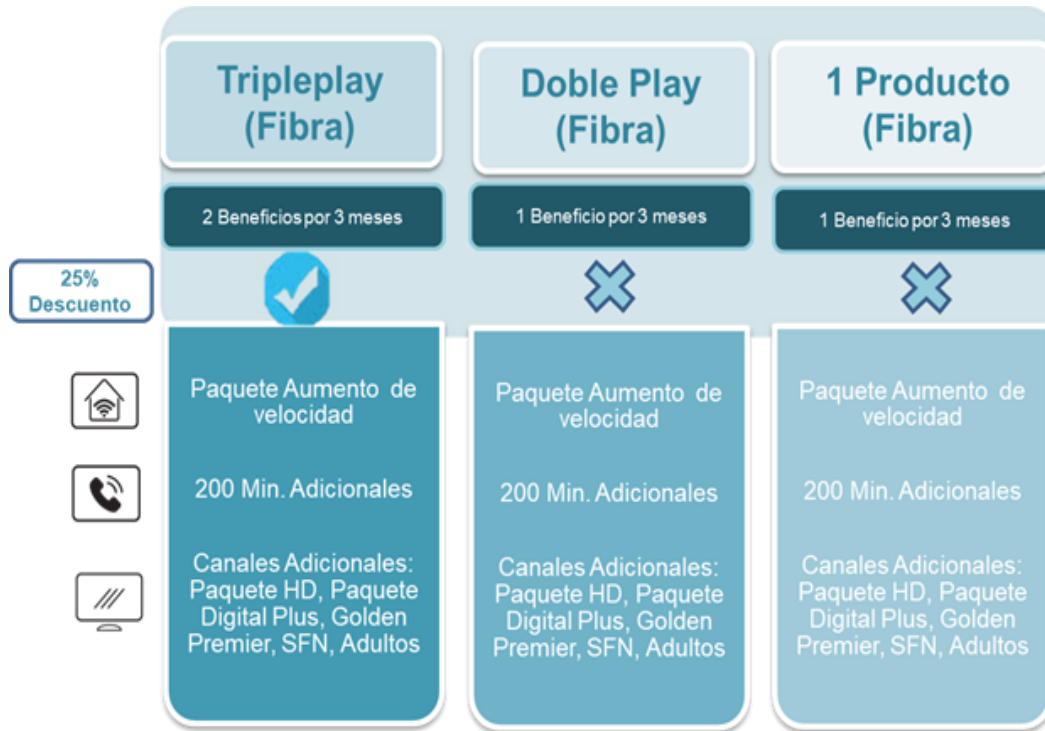 Tripleplay
(Fibra)
Doble Play
(Fibra)
1 Producto
(Fibra)
2 Beneficios por 3 meses
1 Beneficio por 3 meses
1 Beneficio por 3 meses
25%
Descuento
Paquete Aumento de
velocidad
200 Min. Adicionales
Canales Adicionales:
Paquete HD, Paquete
Digital Plus, Golden
Premier, SFN, Adultos
Paquete Aumento de
velocidad
200 Min. Adicionales
Canales Adicionales:
Paquete HD, Paquete
Digital Plus, Golden
Premier, SFN, Adultos
Paquete Aumento de
velocidad
200 Min. Adicionales
Canales Adicionales:
Paquete HD, Paquete
Digital Plus, Golden
Premier, SFN, Adultos